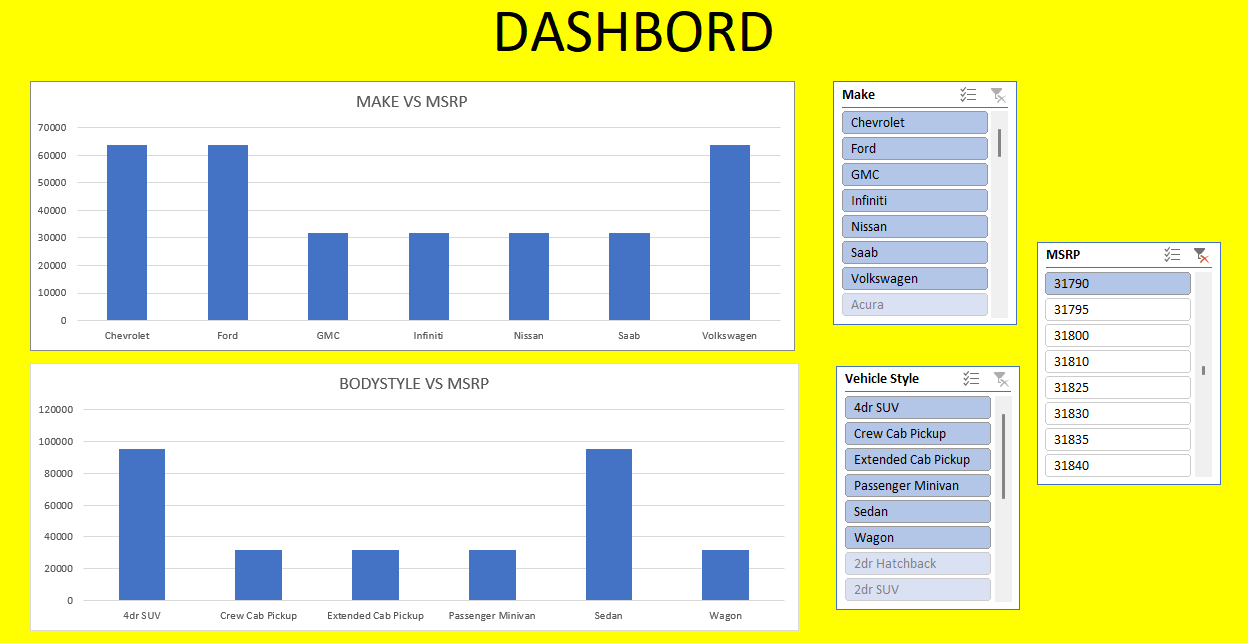 DASHBORD
MAKE VS MSRP
70000
60000
50000
40000
30000
20000
10000
0
Chevrolet Ford GMC Infiniti Nissan Saab Volkswagen
BODYSTYLE VS MSRP
120000
100000
80000
60000
40000
20000
0
4dr SUV Crew Cab Pickup Extended Cab Pickup Passenger Minivan Sedan Wagon
Make
Chevrolet
Ford
GMC
Infiniti
Nissan
Saab
Volkswagen
Acura
Vehicle Style
4dr SUV
Crew Cab Pickup
Extended Cab Pickup
Passenger Minivan
Sedan
Wagon
2dr Hatchback
2dr SUV
MSRP
31790
31795
31800
31810
31825
31830
31835
31840